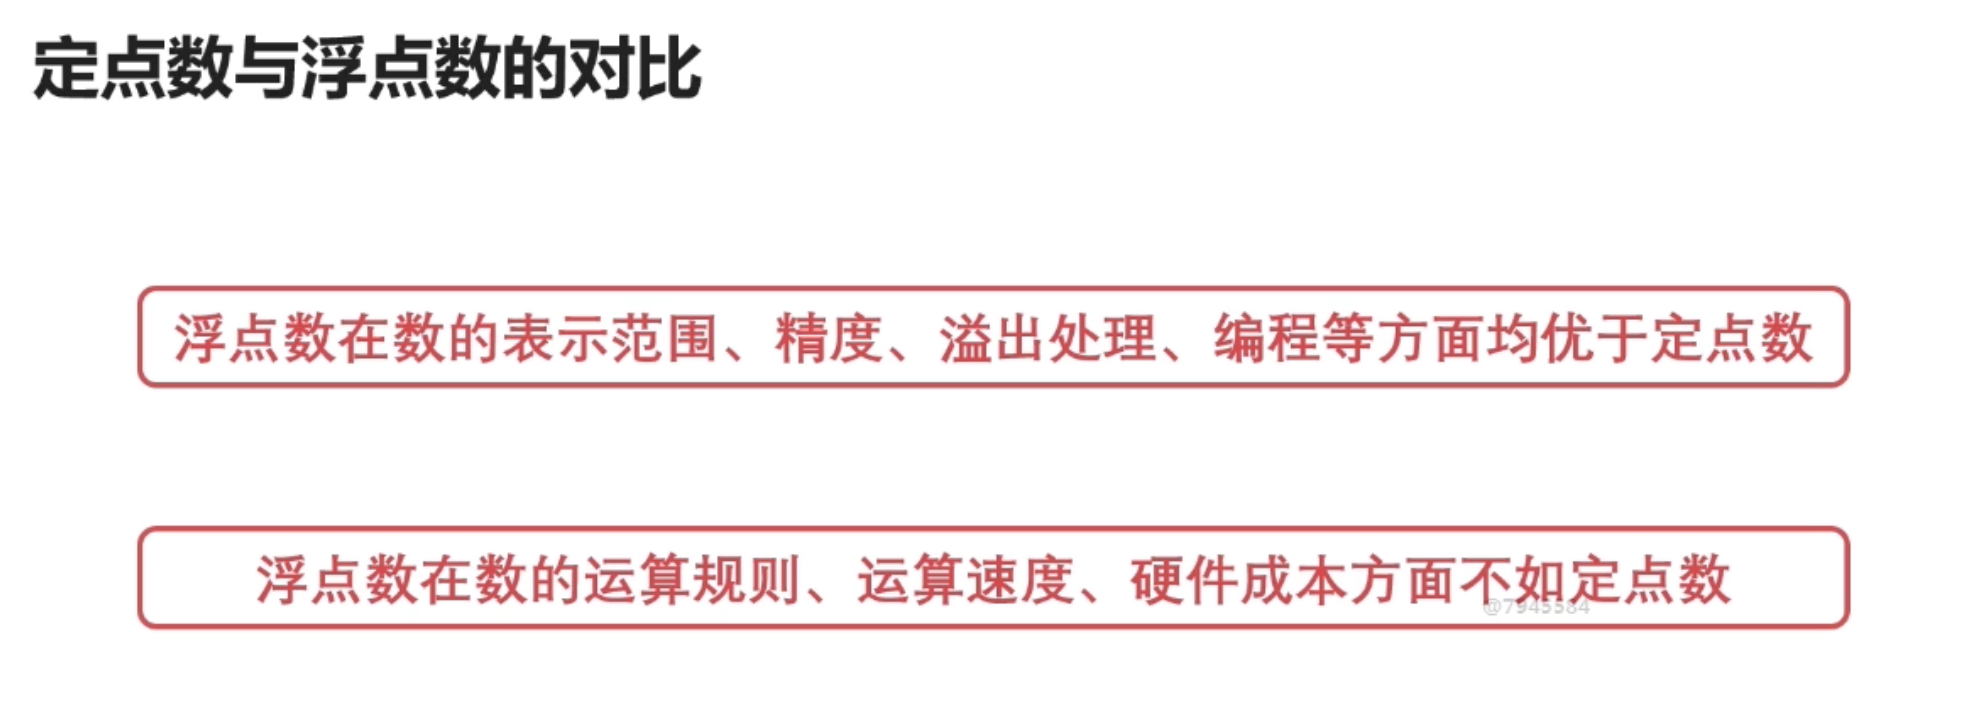 定点数与浮点数的对比
浮点数在数的表示范围、精度、溢出处理、编程等方面均优于定点数
浮点数在数的运算规则、运算速度、硬件成本方面不如定点数
@7945584